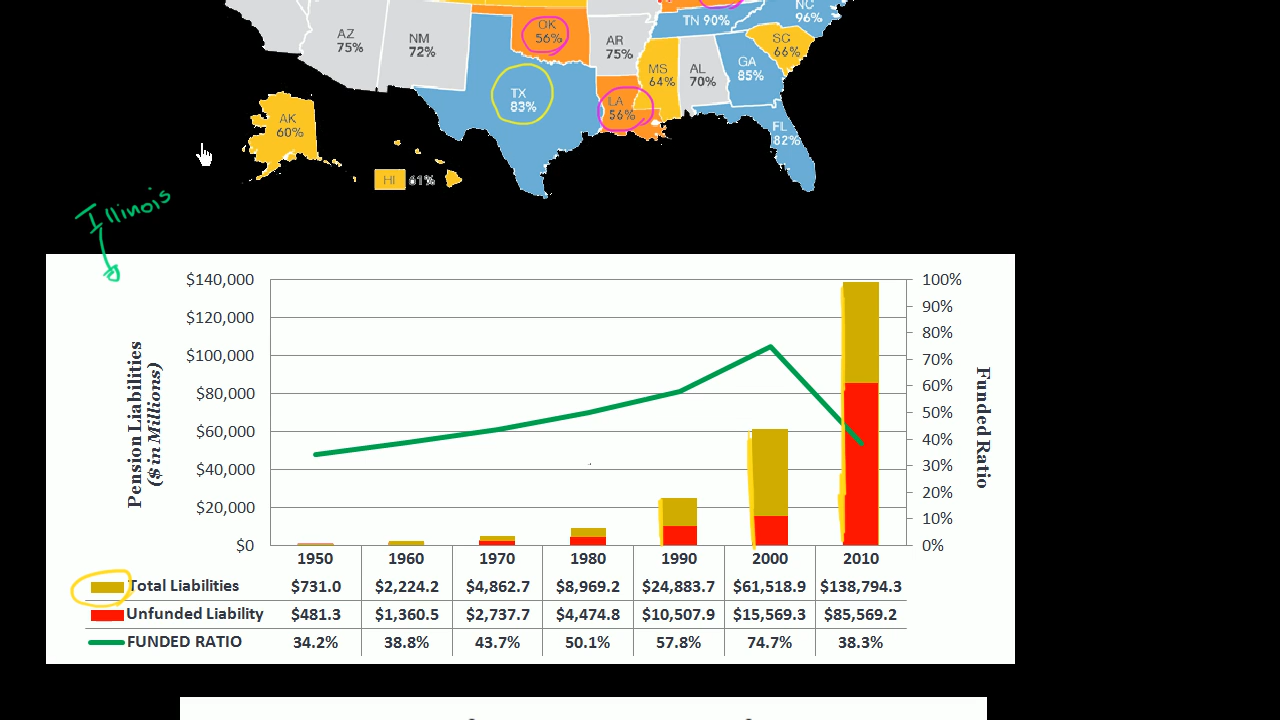 NC
96%
TN 90%
OK
56%
SC
66%
AZ
75%
NM
72%
AR
75%
MS
64%
AL
70%
GA
85%
TX
83%
LA
56%
AK
60%
FL
82%
HI 61%
Illinois
$140,000
$120,000
$100,000
$80,000
$60,000
$40,000
$20,000
$0
Pension Liabilities
($ in Millions)
100%
90%
80%
70%
60%
50%
40%
30%
20%
10%
0%
Funded Ratio
1950 1960 1970 1980 1990 2000 2010
Total Liabilities $731.0 $2,224.2 $4,862.7 $8,969.2 $24,883.7 $61,518.9 $138,794.3
Unfunded Liability $481.3 $1,360.5 $2,737.7 $4,474.8 $10,507.9 $15,569.3 $85,569.2
FUNDED RATIO 34.2% 38.8% 43.7% 50.1% 57.8% 74.7% 38.3%